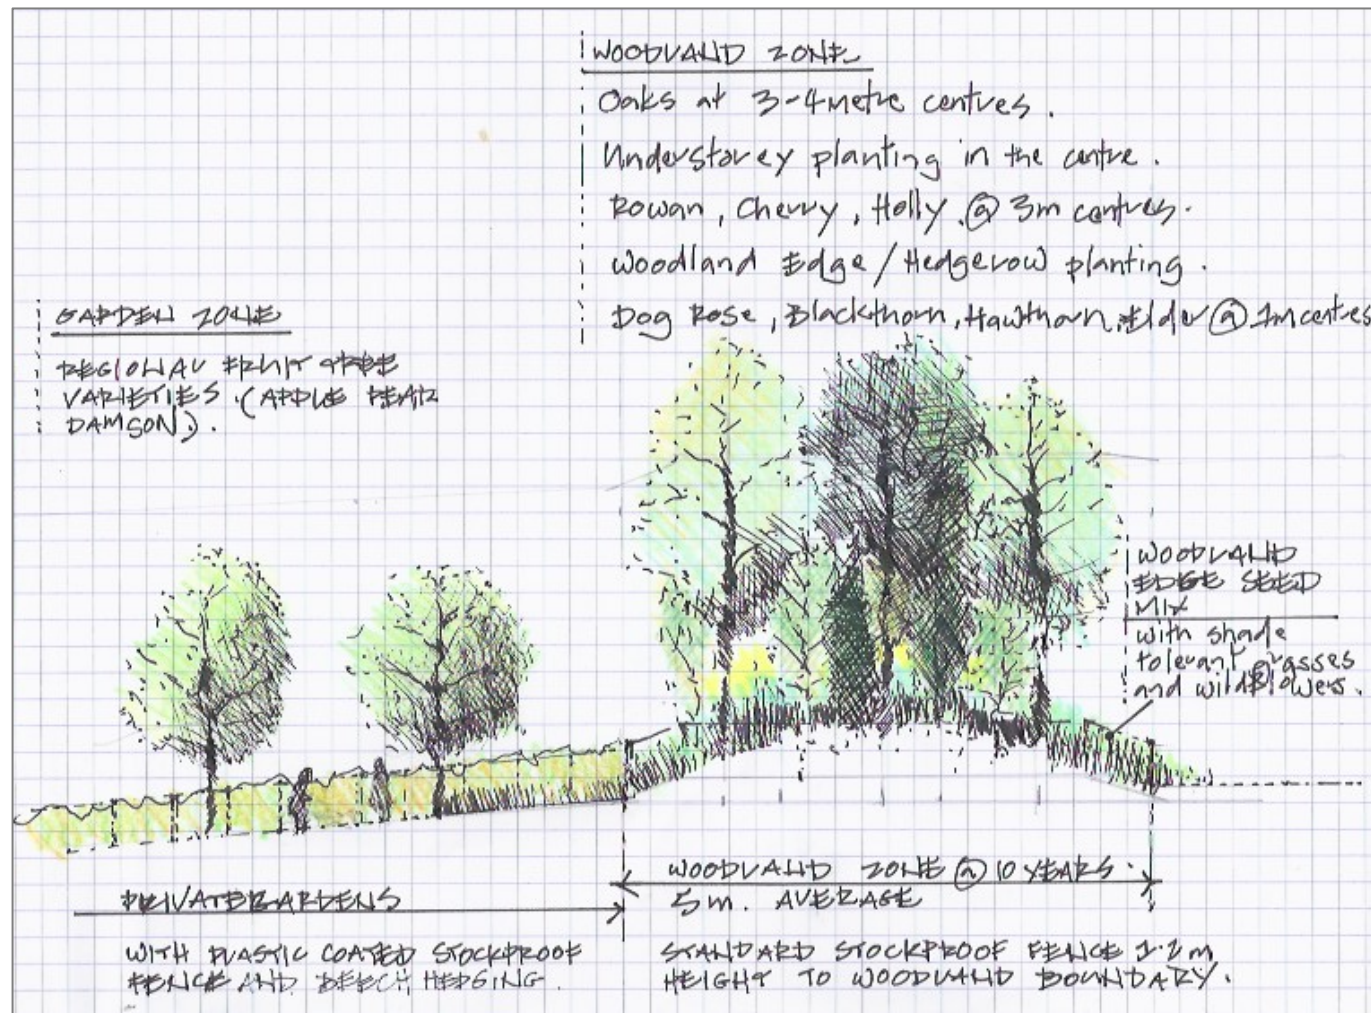 WOODLAND ZONE
Oaks at 3-4 Metre centres.
Understorey planting in the centre.
Rowan, Cherry, Holly @ 3m centres.
Woodland Edge/Hedgerow planting.
Dog Rose, Blackthorn, Hawthorn, Elder @ 1m centres
GARDEN ZONE
REGIONAL FRUIT TREE
VARIETIES. (APPLE PEAR
DAMSON).
WOODLAND
EDGE SEED
MIX
with shade
tolerant grasses
and wildflowers.
WOODLAND ZONE @ 10 YEARS.
5m. AVERAGE
PRIVATE GARDENS
WITH PLASTIC COATED STOCKPROOF
FENCE AND BEECH HEDGING.
STANDARD STOCKPROOF FENCE 1.2m
HEIGHT TO WOODLAND BOUNDARY.